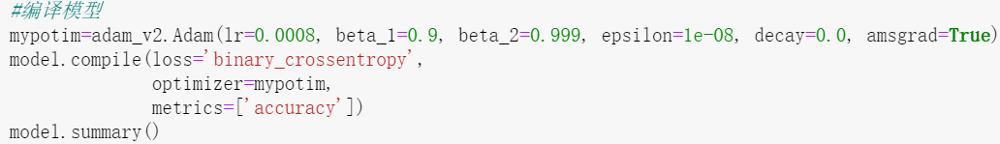 #编译模型
mypotim=adam_v2.Adam(lr=0.0008, beta_1=0.9, beta_2=0.999, epsilon=1e-08, decay=0.0, amsgrad=True)
model.compile(loss='binary_crossentropy',
              optimizer=mypotim,
              metrics=['accuracy'])
model.summary()